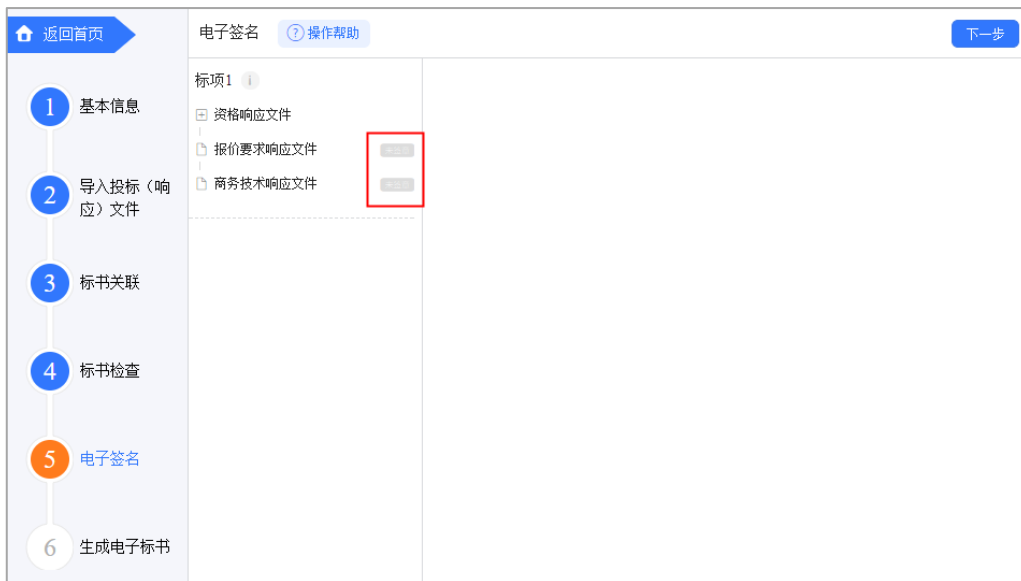 返回首页
电子签名
? 操作帮助
下一步
标项1 i
资格响应文件
报价要求响应文件
商务技术响应文件
1 基本信息
2 导入投标（响
应）文件
3 标书关联
4 标书检查
5 电子签名
6 生成电子标书